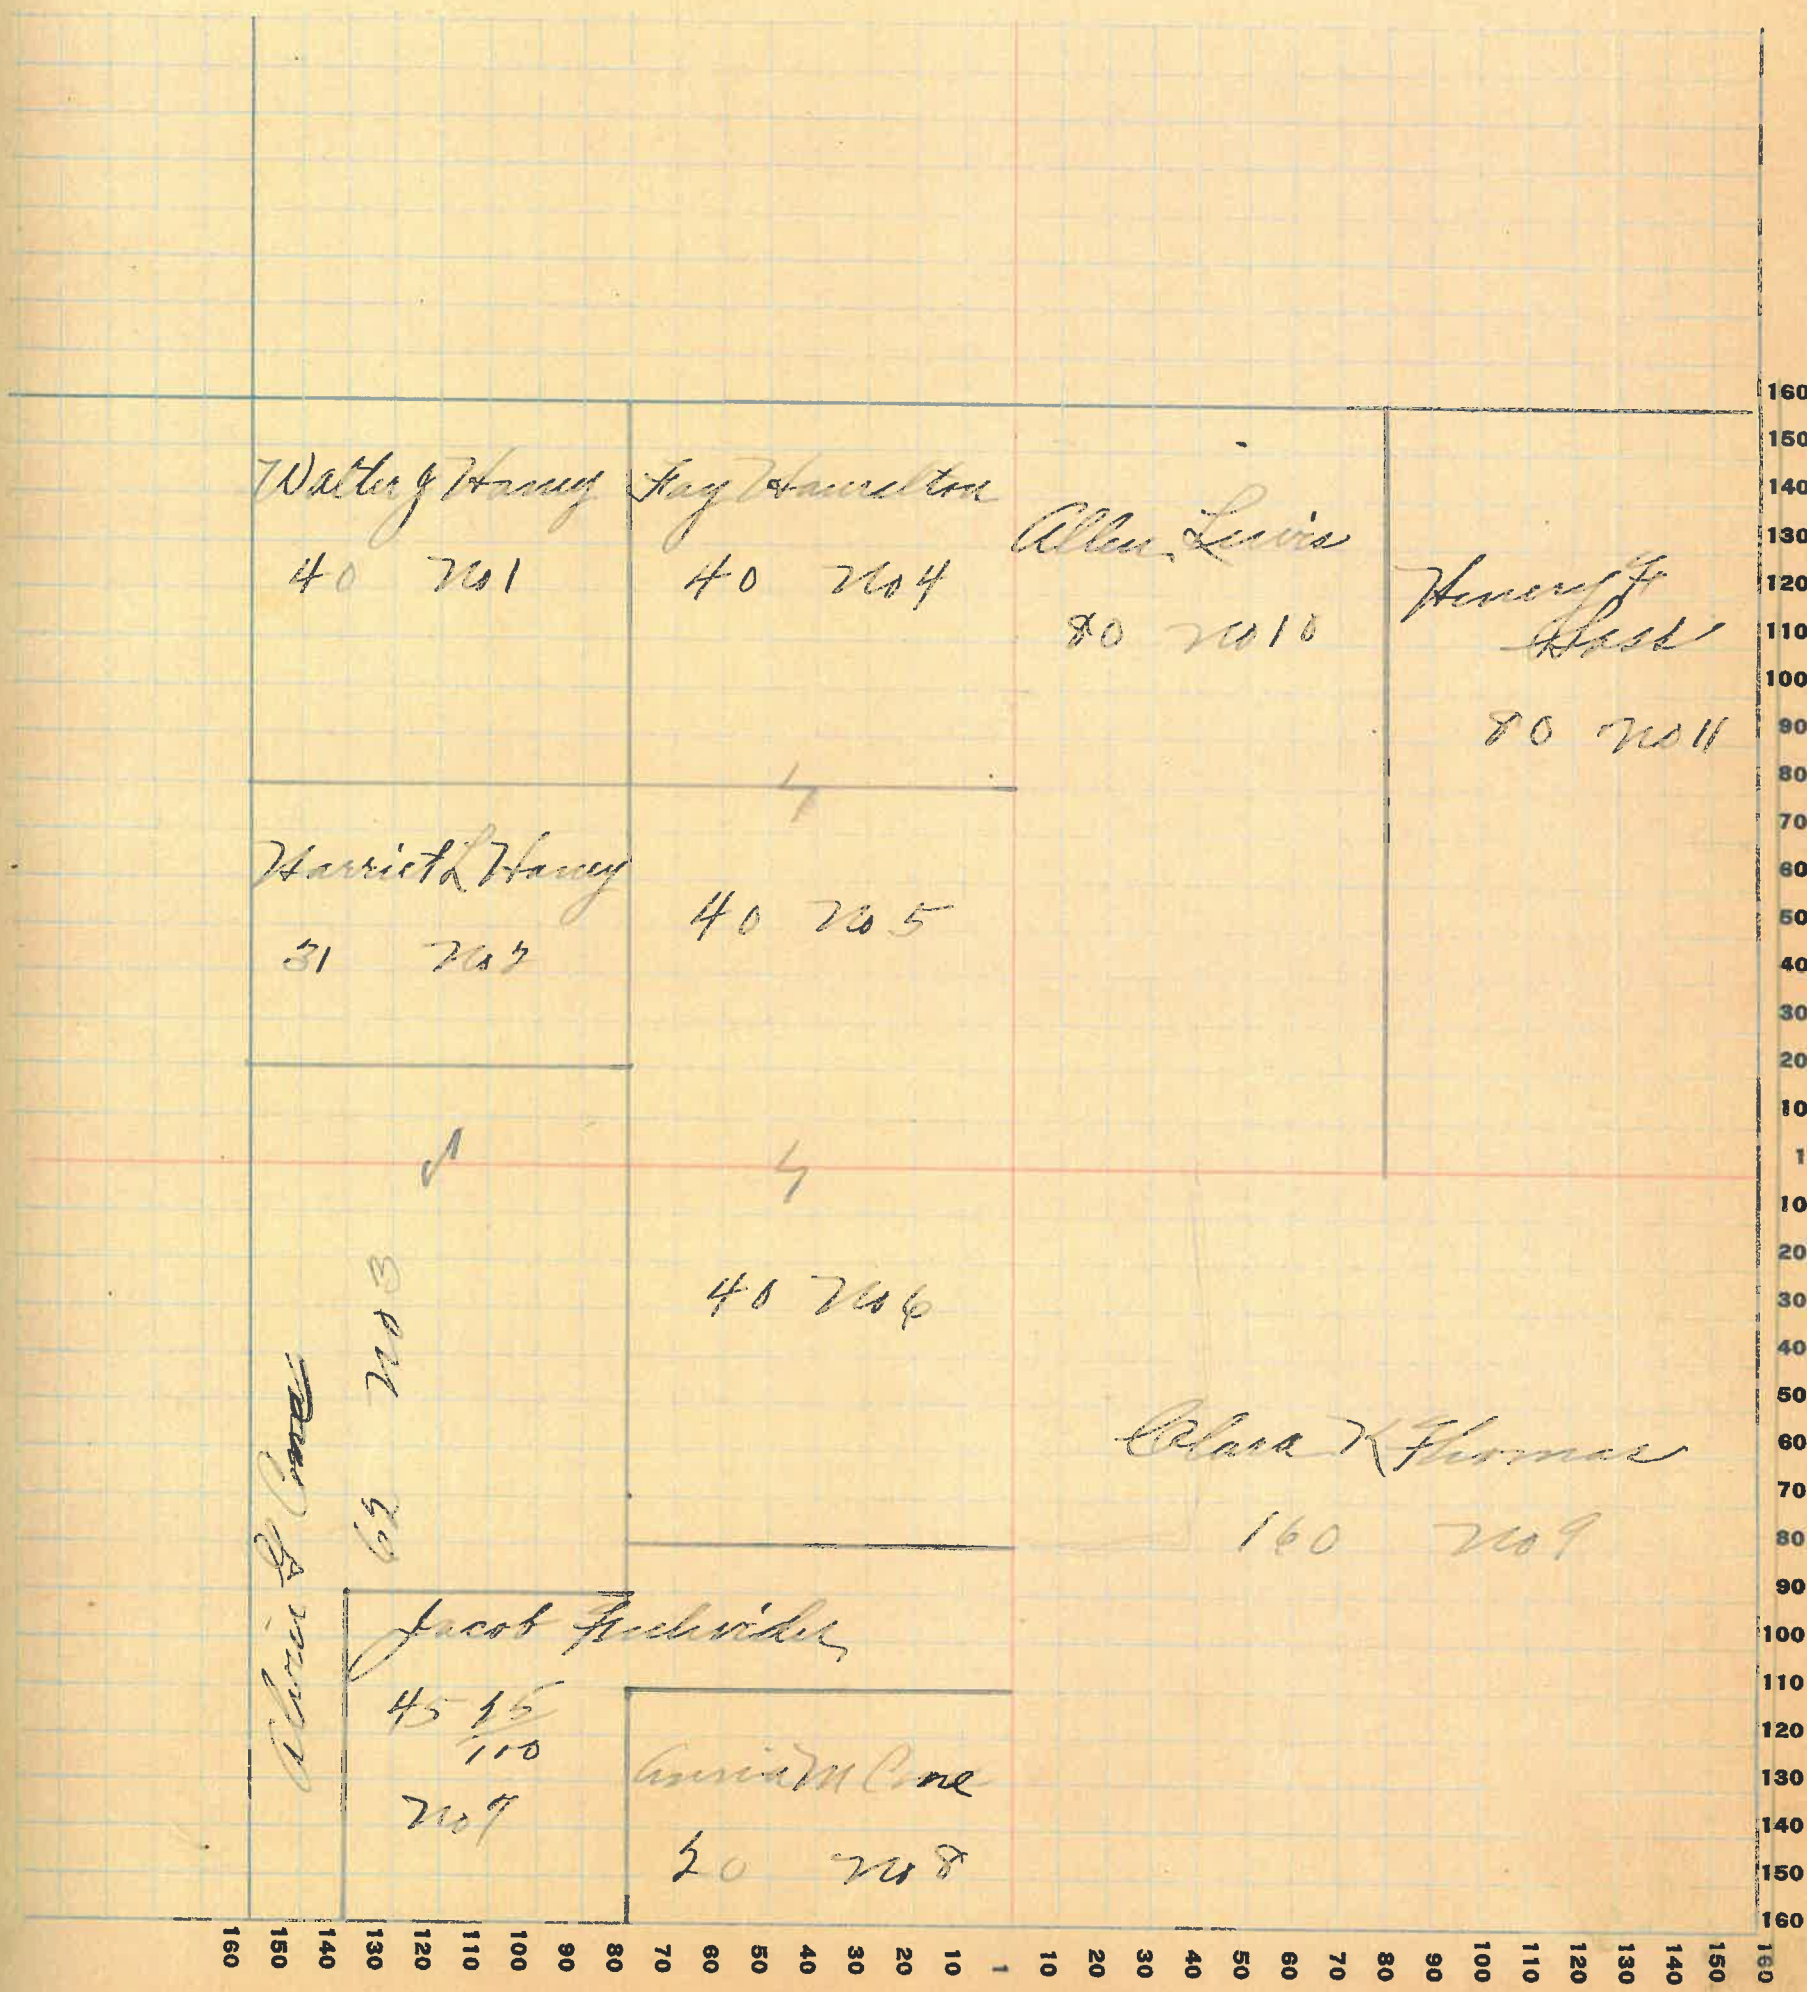 Walter J Haney
40 No 1
Fay Hamilton
40 No 4
Allen Lewis
80 No 10
Henery F
80 No 11
Harriet L Haney
31 No 2
40 No 5
40 No 6
No 3
Alvin
Clara K Thomas
160 No 9
Jacob
45 15/100
No 7
M Cone
20 No 8
160
150
140
130
120
110
100
90
80
70
60
50
40
30
20
10
1
10
20
30
40
50
60
70
80
90
100
110
120
130
140
150
160
160 150 140 130 120 110 100 90 80 70 60 50 40 30 20 10 1 10 20 30 40 50 60 70 80 90 100 110 120 130 140 150 160